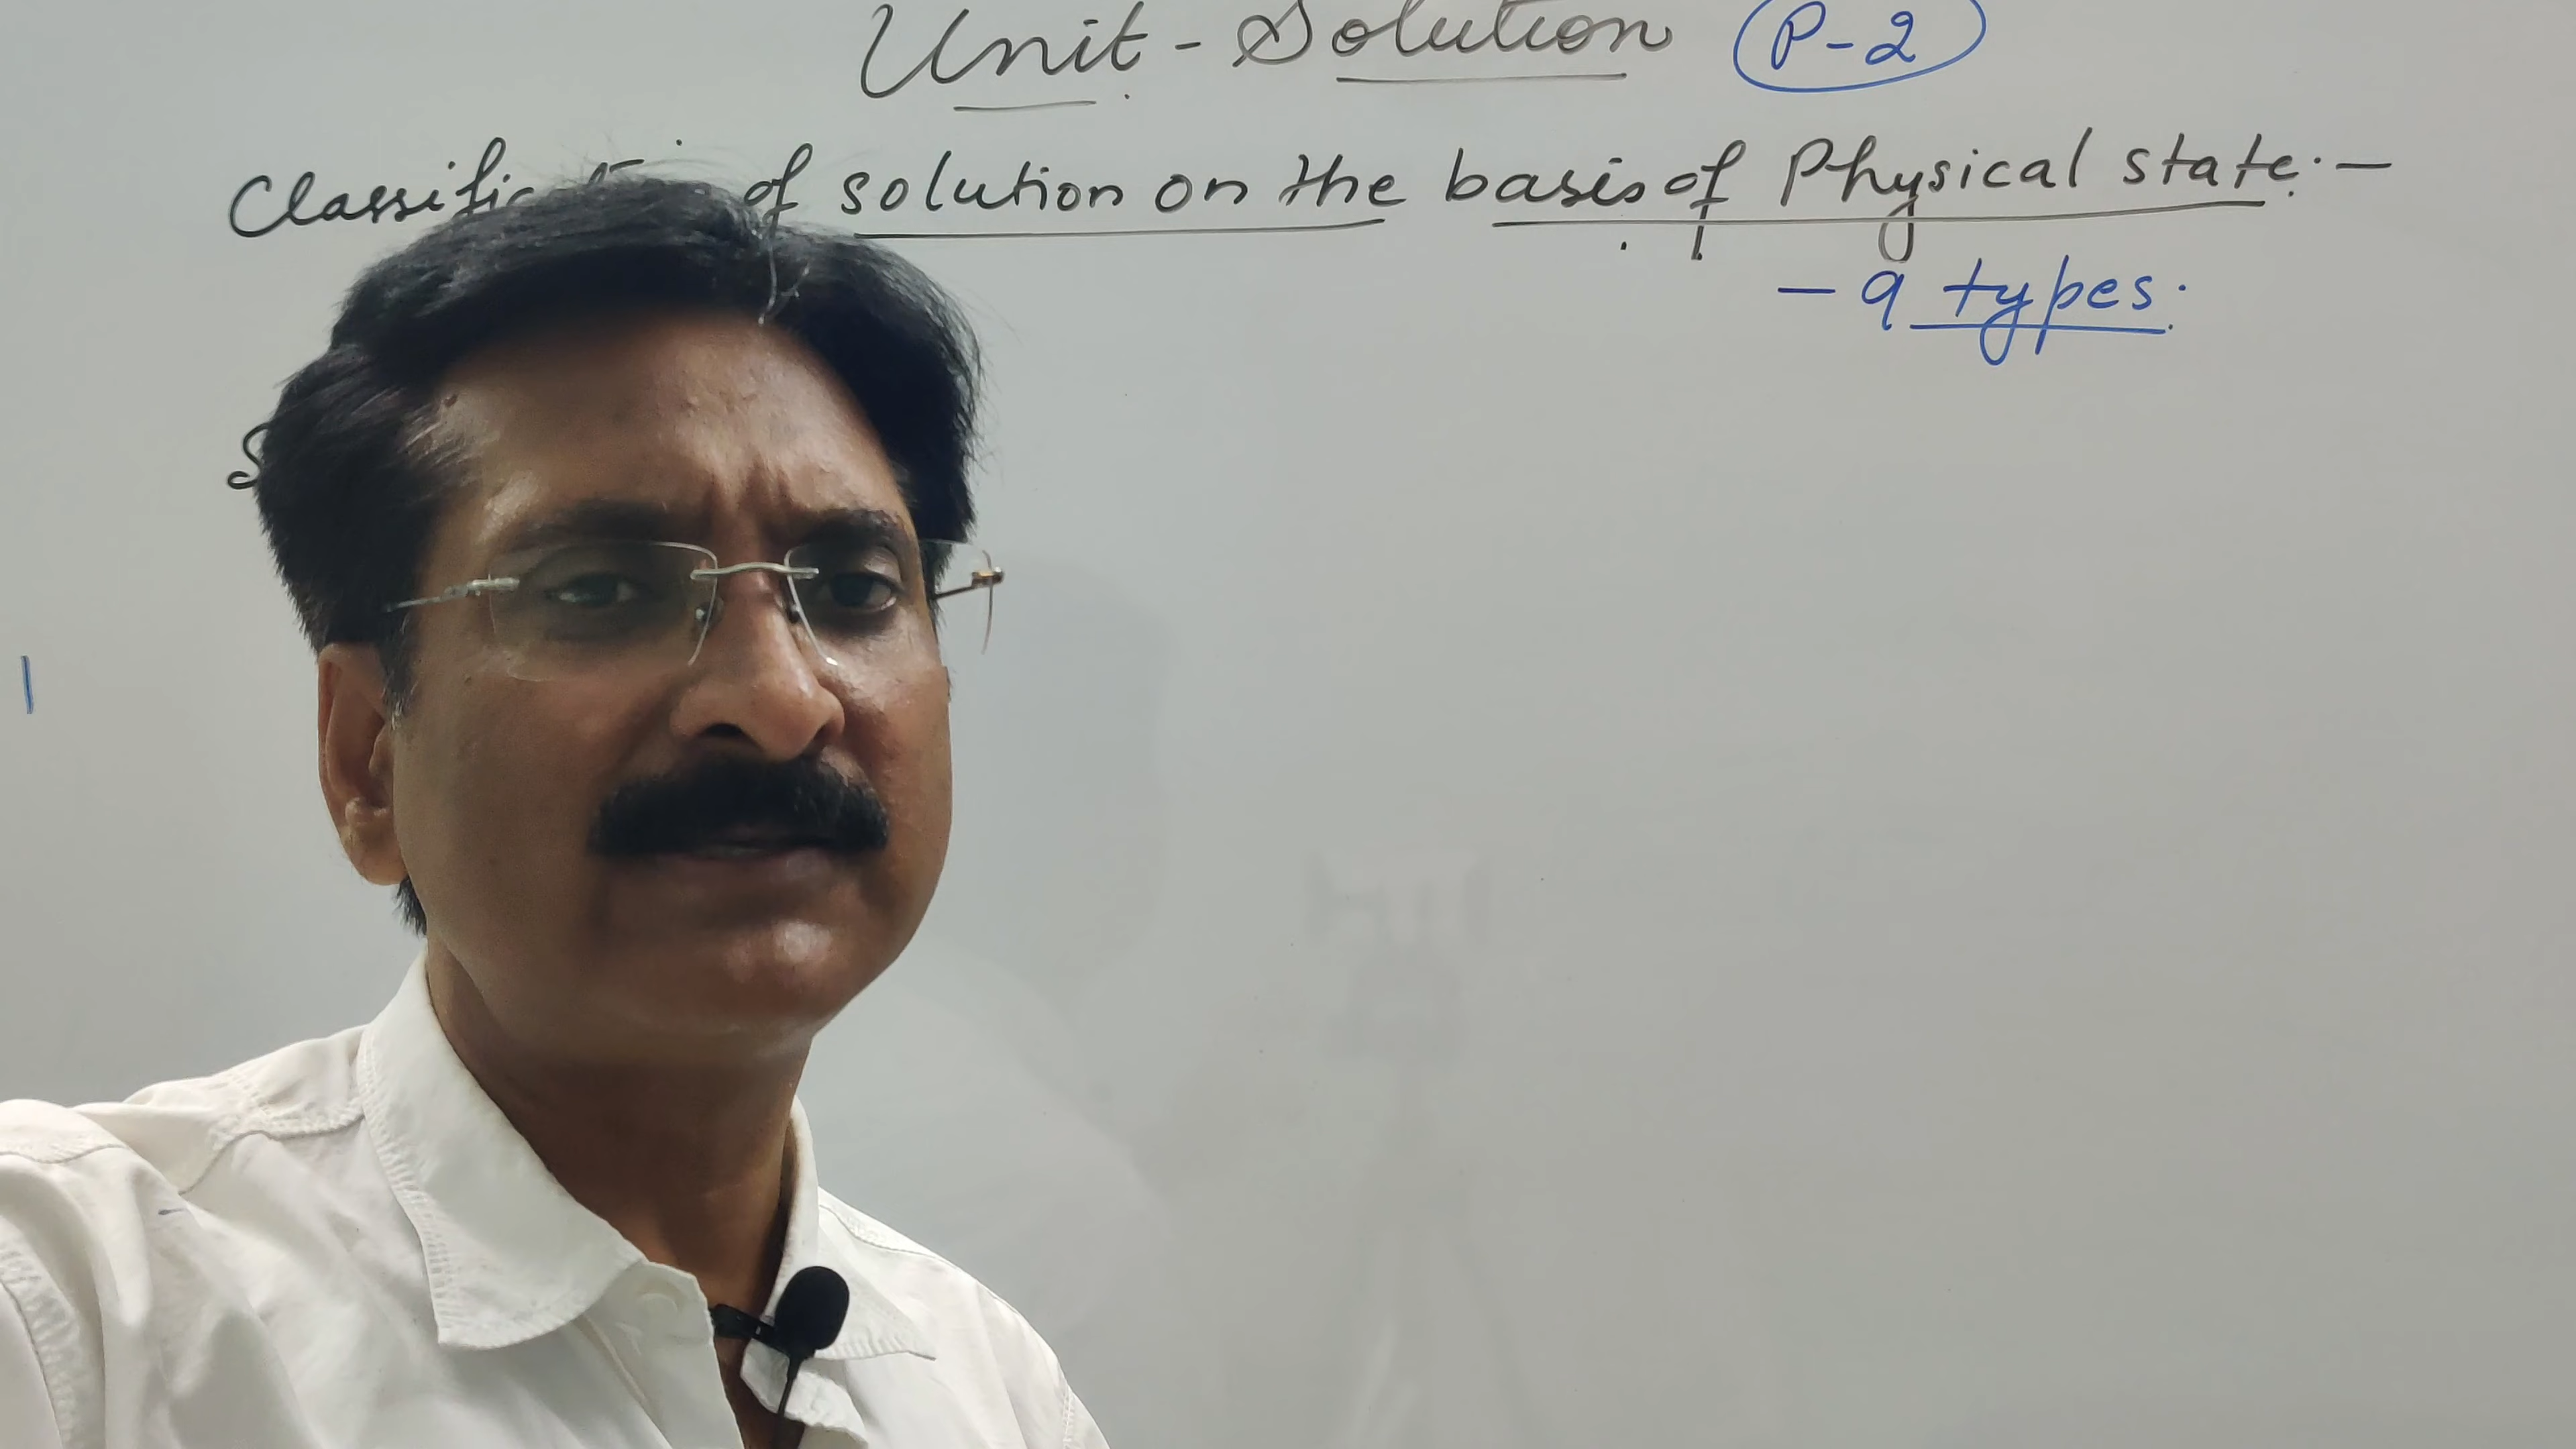 Unit - Solution P-2
of solution on the basis of Physical state:-
- 9 types.